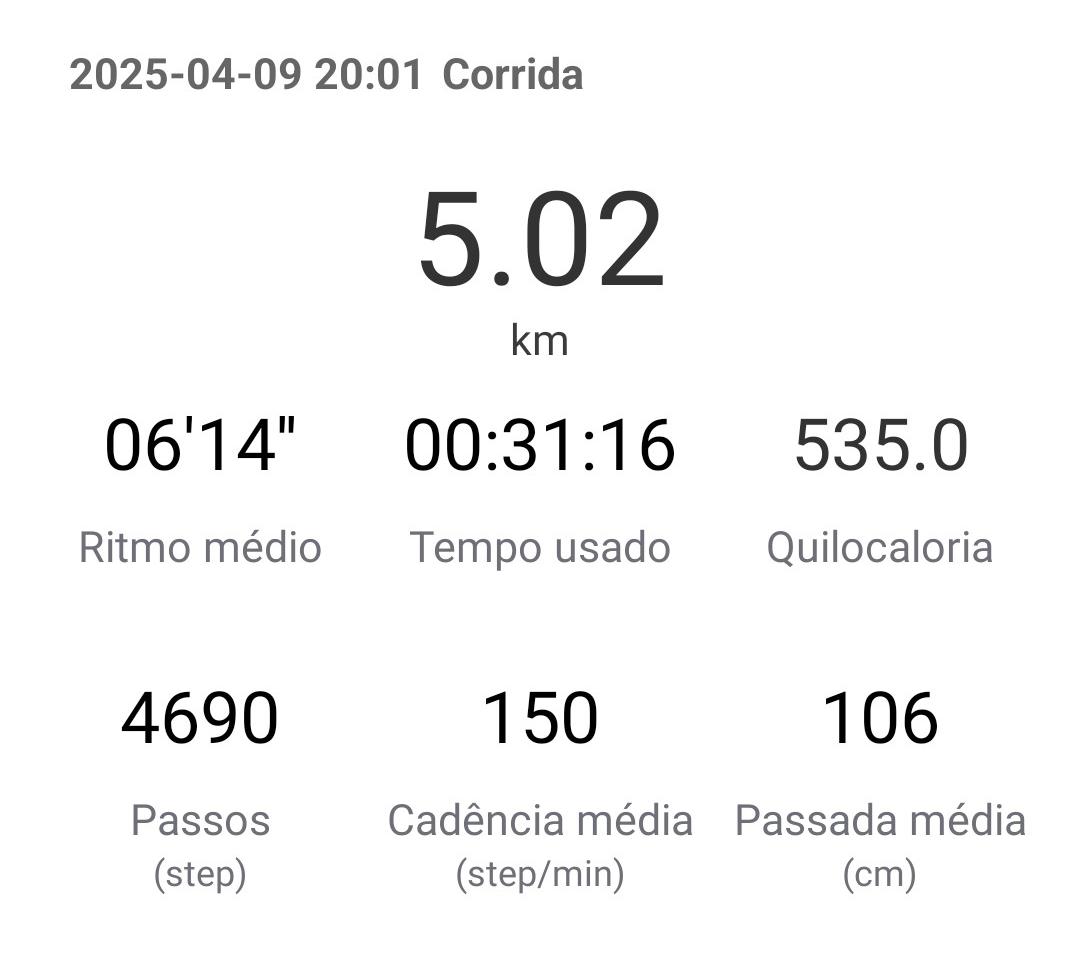 2025-04-09 20:01 Corrida
5.02
km
06'14" 00:31:16 535.0
Ritmo médio Tempo usado Quilocaloria
4690 150 106
Passos Cadência média Passada média
(step) (step/min) (cm)